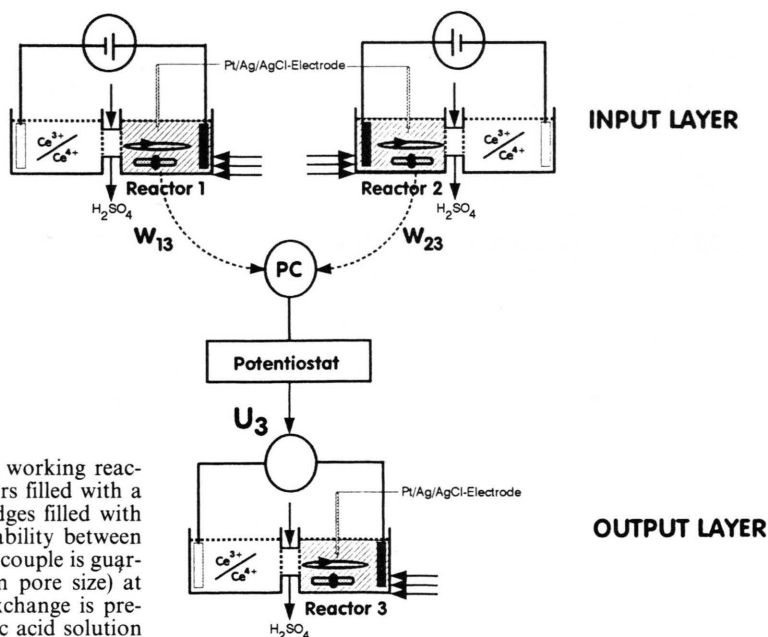 Pt/Ag/AgCl-Electrode
INPUT LAYER
Ce3+
Ce4+
Ce3+
Ce4+
Reactor 1
Reactor 2
H2SO4
H2SO4
W13
W23
PC
Potentiostat
U3
working reac-
rs filled with a
dges filled with
ability between
couple is guar-
n pore size) at
xchange is pre-
c acid solution
Pt/Ag/AgCl-Electrode
OUTPUT LAYER
Ce3+
Ce4+
Reactor 3
H2SO4